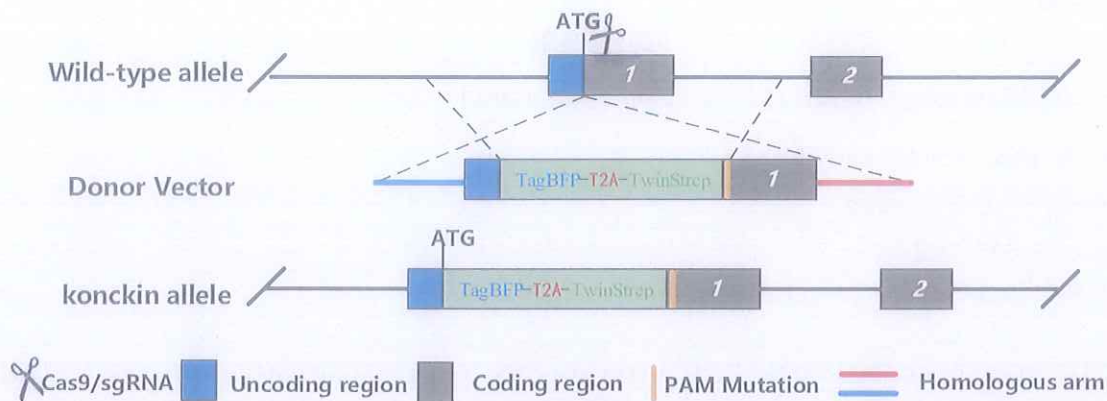 ATG
Wild-type allele
1
2
Donor Vector
TagBFP-T2A-TwinStrep
1
ATG
konckin allele
TagBFP-T2A-TwinStrep
1
2
Cas9/sgRNA Uncoding region Coding region PAM Mutation Homologous arm